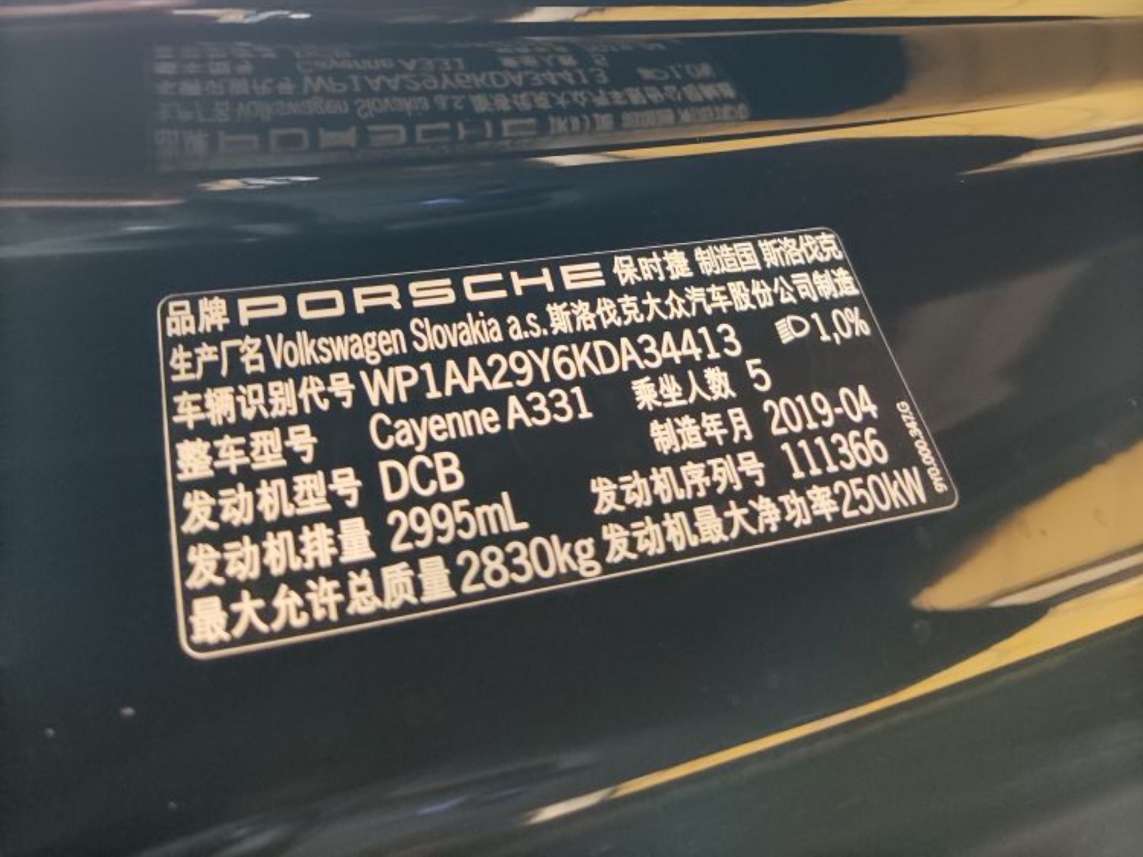 品牌 PORSCHE 保时捷 制造国 斯洛伐克
生产厂名 Volkswagen Slovakia a.s. 斯洛伐克大众汽车股份公司制造
车辆识别代号 WP1AA29Y6KDA34413 1,0%
整车型号 Cayenne A331 乘坐人数 5
发动机型号 DCB 制造年月 2019-04
发动机排量 2995mL 发动机序列号 111366
最大允许总质量 2830kg 发动机最大净功率 250kW